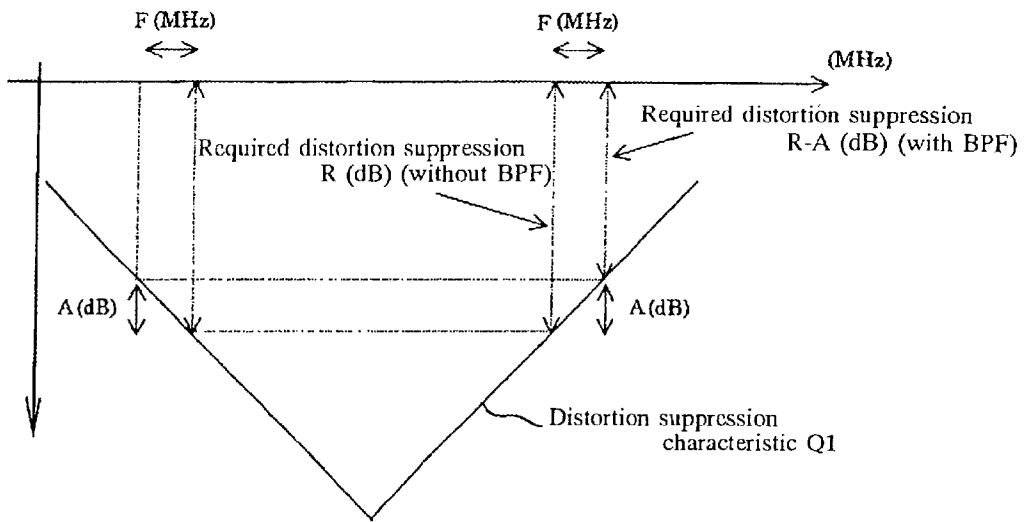 F (MHz)
F (MHz)
(MHz)
Required distortion suppression
R-A (dB) (with BPF)
Required distortion suppression
R (dB) (without BPF)
A (dB)
A (dB)
Distortion suppression
characteristic Q1